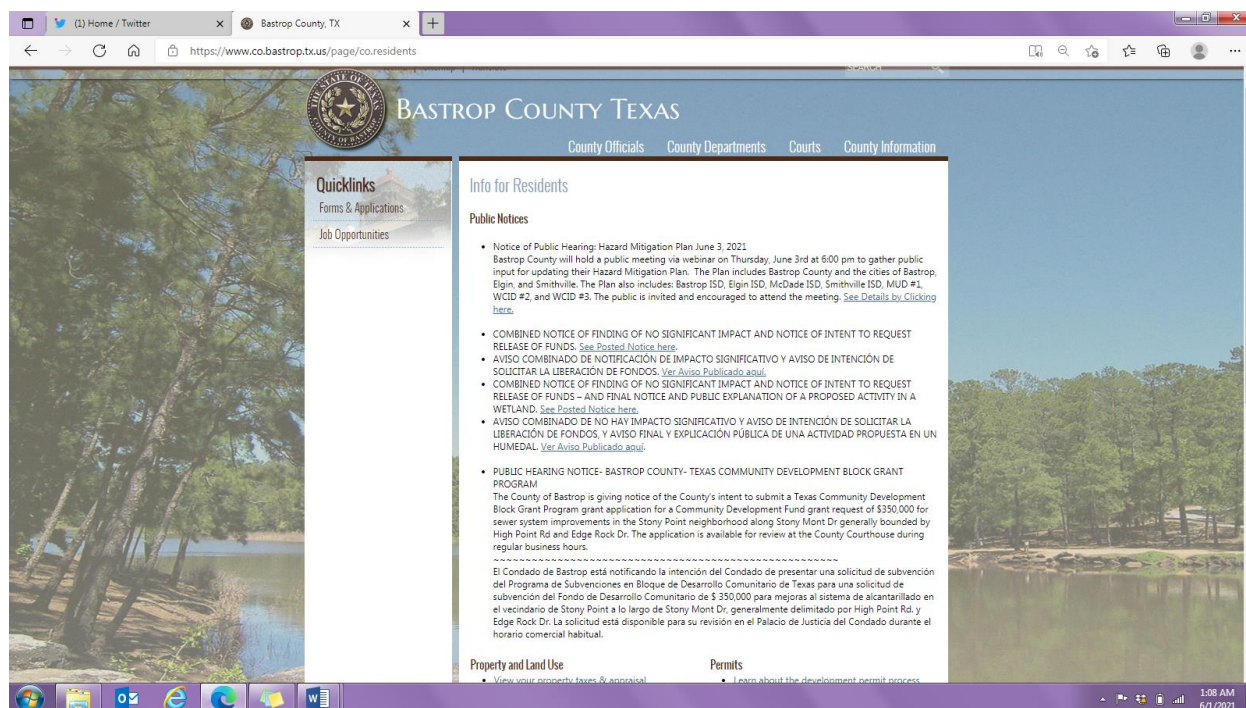 (1) Home / Twitter
Bastrop County, TX
https://www.co.bastrop.tx.us/page/co.residents
SEARCH
THE STATE OF TEXAS
COUNTY OF BASTROP
BASTROP COUNTY TEXAS
County Officials County Departments Courts County Information
Quicklinks
Forms & Applications
Job Opportunities
Info for Residents
Public Notices
• Notice of Public Hearing: Hazard Mitigation Plan June 3, 2021
Bastrop County will hold a public meeting via webinar on Thursday, June 3rd at 6:00 pm to gather public
input for updating their Hazard Mitigation Plan. The Plan includes Bastrop County and the cities of Bastrop,
Elgin, and Smithville. The Plan also includes: Bastrop ISD, Elgin ISD, McDade ISD, Smithville ISD, MUD #1,
WCID #2, and WCID #3. The public is invited and encouraged to attend the meeting. See Details by Clicking
here.
• COMBINED NOTICE OF FINDING OF NO SIGNIFICANT IMPACT AND NOTICE OF INTENT TO REQUEST
RELEASE OF FUNDS. See Posted Notice here.
• AVISO COMBINADO DE NOTIFICACIÓN DE IMPACTO SIGNIFICATIVO Y AVISO DE INTENCIÓN DE
SOLICITAR LA LIBERACIÓN DE FONDOS. Ver Aviso Publicado aquí.
• COMBINED NOTICE OF FINDING OF NO SIGNIFICANT IMPACT AND NOTICE OF INTENT TO REQUEST
RELEASE OF FUNDS – AND FINAL NOTICE AND PUBLIC EXPLANATION OF A PROPOSED ACTIVITY IN A
WETLAND. See Posted Notice here.
• AVISO COMBINADO DE NO HAY IMPACTO SIGNIFICATIVO Y AVISO DE INTENCIÓN DE SOLICITAR LA
LIBERACIÓN DE FONDOS, Y AVISO FINAL Y EXPLICACIÓN PÚBLICA DE UNA ACTIVIDAD PROPUESTA EN UN
HUMEDAL. Ver Aviso Publicado aquí.
• PUBLIC HEARING NOTICE- BASTROP COUNTY- TEXAS COMMUNITY DEVELOPMENT BLOCK GRANT
PROGRAM
The County of Bastrop is giving notice of the County's intent to submit a Texas Community Development
Block Grant Program grant application for a Community Development Fund grant request of $350,000 for
sewer system improvements in the Stony Point neighborhood along Stony Mont Dr generally bounded by
High Point Rd and Edge Rock Dr. The application is available for review at the County Courthouse during
regular business hours.
~~~~~~~~~~~~~~~~~~~~~~~~~~~~~~~~~~~~~~~~~~~~~~~~~~~~~
El Condado de Bastrop está notificando la intención del Condado de presentar una solicitud de subvención
del Programa de Subvenciones en Bloque de Desarrollo Comunitario de Texas para una solicitud de
subvención del Fondo de Desarrollo Comunitario de $ 350,000 para mejoras al sistema de alcantarillado en
el vecindario de Stony Point a lo largo de Stony Mont Dr, generalmente delimitado por High Point Rd. y
Edge Rock Dr. La solicitud está disponible para su revisión en el Palacio de Justicia del Condado durante el
horario comercial habitual.
Property and Land Use Permits
• View your property taxes & appraisal • Learn about the development permit process
1:08 AM
6/1/2021